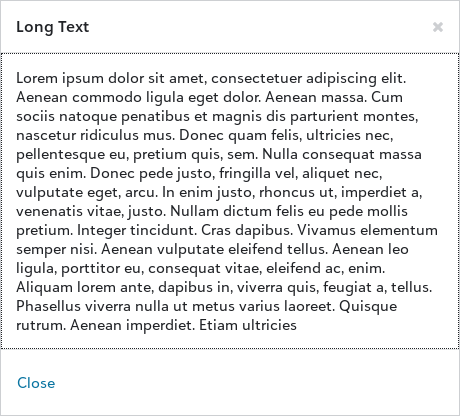 Long Text
Lorem ipsum dolor sit amet, consectetuer adipiscing elit.
Aenean commodo ligula eget dolor. Aenean massa. Cum
sociis natoque penatibus et magnis dis parturient montes,
nascetur ridiculus mus. Donec quam felis, ultricies nec,
pellentesque eu, pretium quis, sem. Nulla consequat massa
quis enim. Donec pede justo, fringilla vel, aliquet nec,
vulputate eget, arcu. In enim justo, rhoncus ut, imperdiet a,
venenatis vitae, justo. Nullam dictum felis eu pede mollis
pretium. Integer tincidunt. Cras dapibus. Vivamus elementum
semper nisi. Aenean vulputate eleifend tellus. Aenean leo
ligula, porttitor eu, consequat vitae, eleifend ac, enim.
Aliquam lorem ante, dapibus in, viverra quis, feugiat a, tellus.
Phasellus viverra nulla ut metus varius laoreet. Quisque
rutrum. Aenean imperdiet. Etiam ultricies
Close